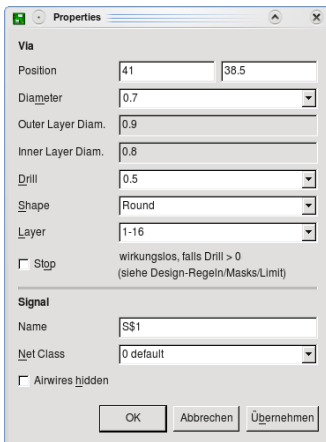 Properties
Via
Position 41 38.5
Diameter 0.7
Outer Layer Diam. 0.9
Inner Layer Diam. 0.8
Drill 0.5
Shape Round
Layer 1-16
Stop wirkungslos, falls Drill > 0
(siehe Design-Regeln/Masks/Limit)
Signal
Name S$1
Net Class 0 default
Airwires hidden
OK Abbrechen Übernehmen